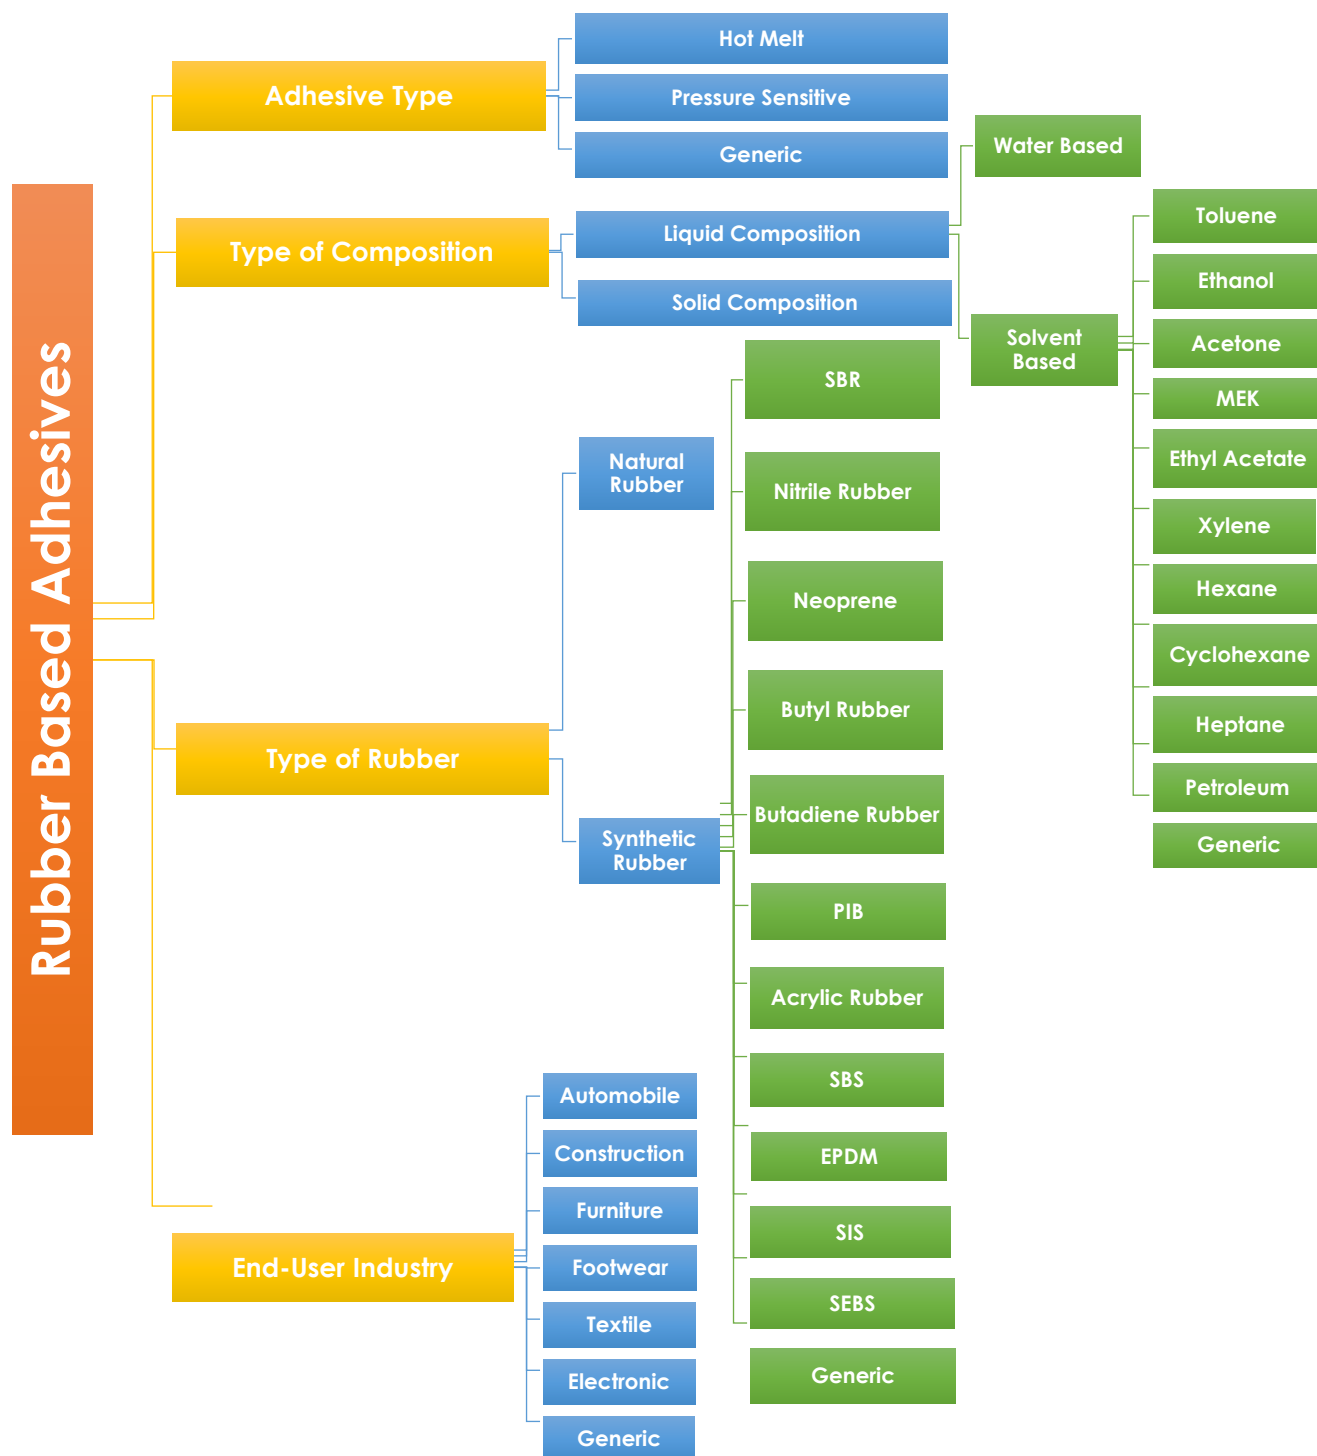 Rubber Based Adhesives
Adhesive Type
Hot Melt
Pressure Sensitive
Generic
Type of Composition
Liquid Composition
Water Based
Solvent
Based
Toluene
Ethanol
Acetone
MEK
Ethyl Acetate
Xylene
Hexane
Cyclohexane
Heptane
Petroleum
Generic
Solid Composition
Type of Rubber
Natural
Rubber
Synthetic
Rubber
SBR
Nitrile Rubber
Neoprene
Butyl Rubber
Butadiene Rubber
PIB
Acrylic Rubber
SBS
EPDM
SIS
SEBS
Generic
End-User Industry
Automobile
Construction
Furniture
Footwear
Textile
Electronic
Generic